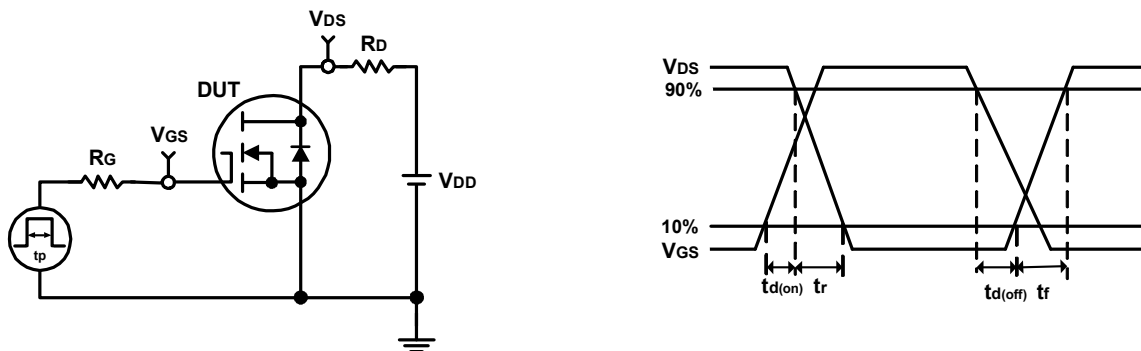 VDS
RD
DUT
VGS
RG
VDD
tp
VDS
90%
10%
VGS
td(on) tr
td(off) tf